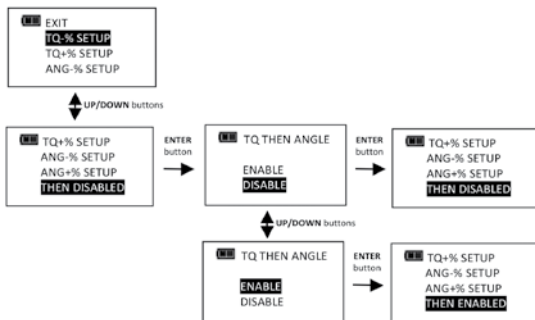 EXIT
TQ-% SETUP
TQ+% SETUP
ANG-% SETUP
UP/DOWN buttons
TQ+% SETUP
ANG-% SETUP
ANG+% SETUP
THEN DISABLED
ENTER
button
TQ THEN ANGLE
ENABLE
DISABLE
ENTER
button
TQ+% SETUP
ANG-% SETUP
ANG+% SETUP
THEN DISABLED
UP/DOWN buttons
TQ THEN ANGLE
ENABLE
DISABLE
ENTER
button
TQ+% SETUP
ANG-% SETUP
ANG+% SETUP
THEN ENABLED